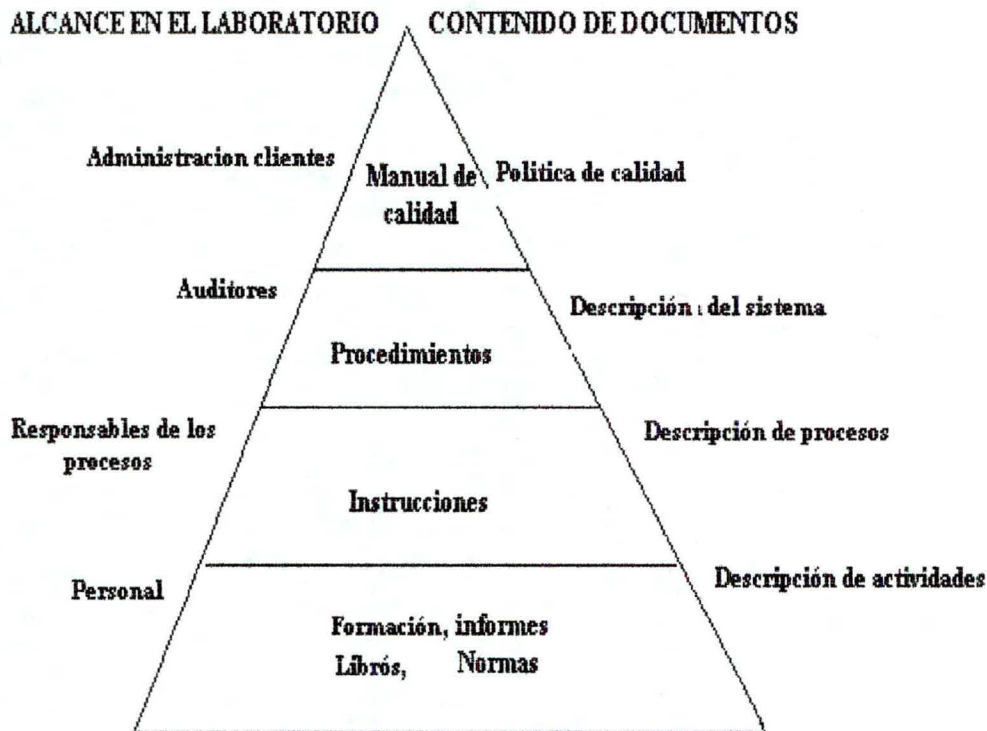 ALCANCE EN EL LABORATORIO
CONTENIDO DE DOCUMENTOS
Administracion clientes
Manual de
calidad
Politica de calidad
Auditores
Descripción del sistema
Procedimientos
Responsables de los
procesos
Descripción de procesos
Instrucciones
Personal
Descripción de actividades
Formación, informes
Librós, Normas